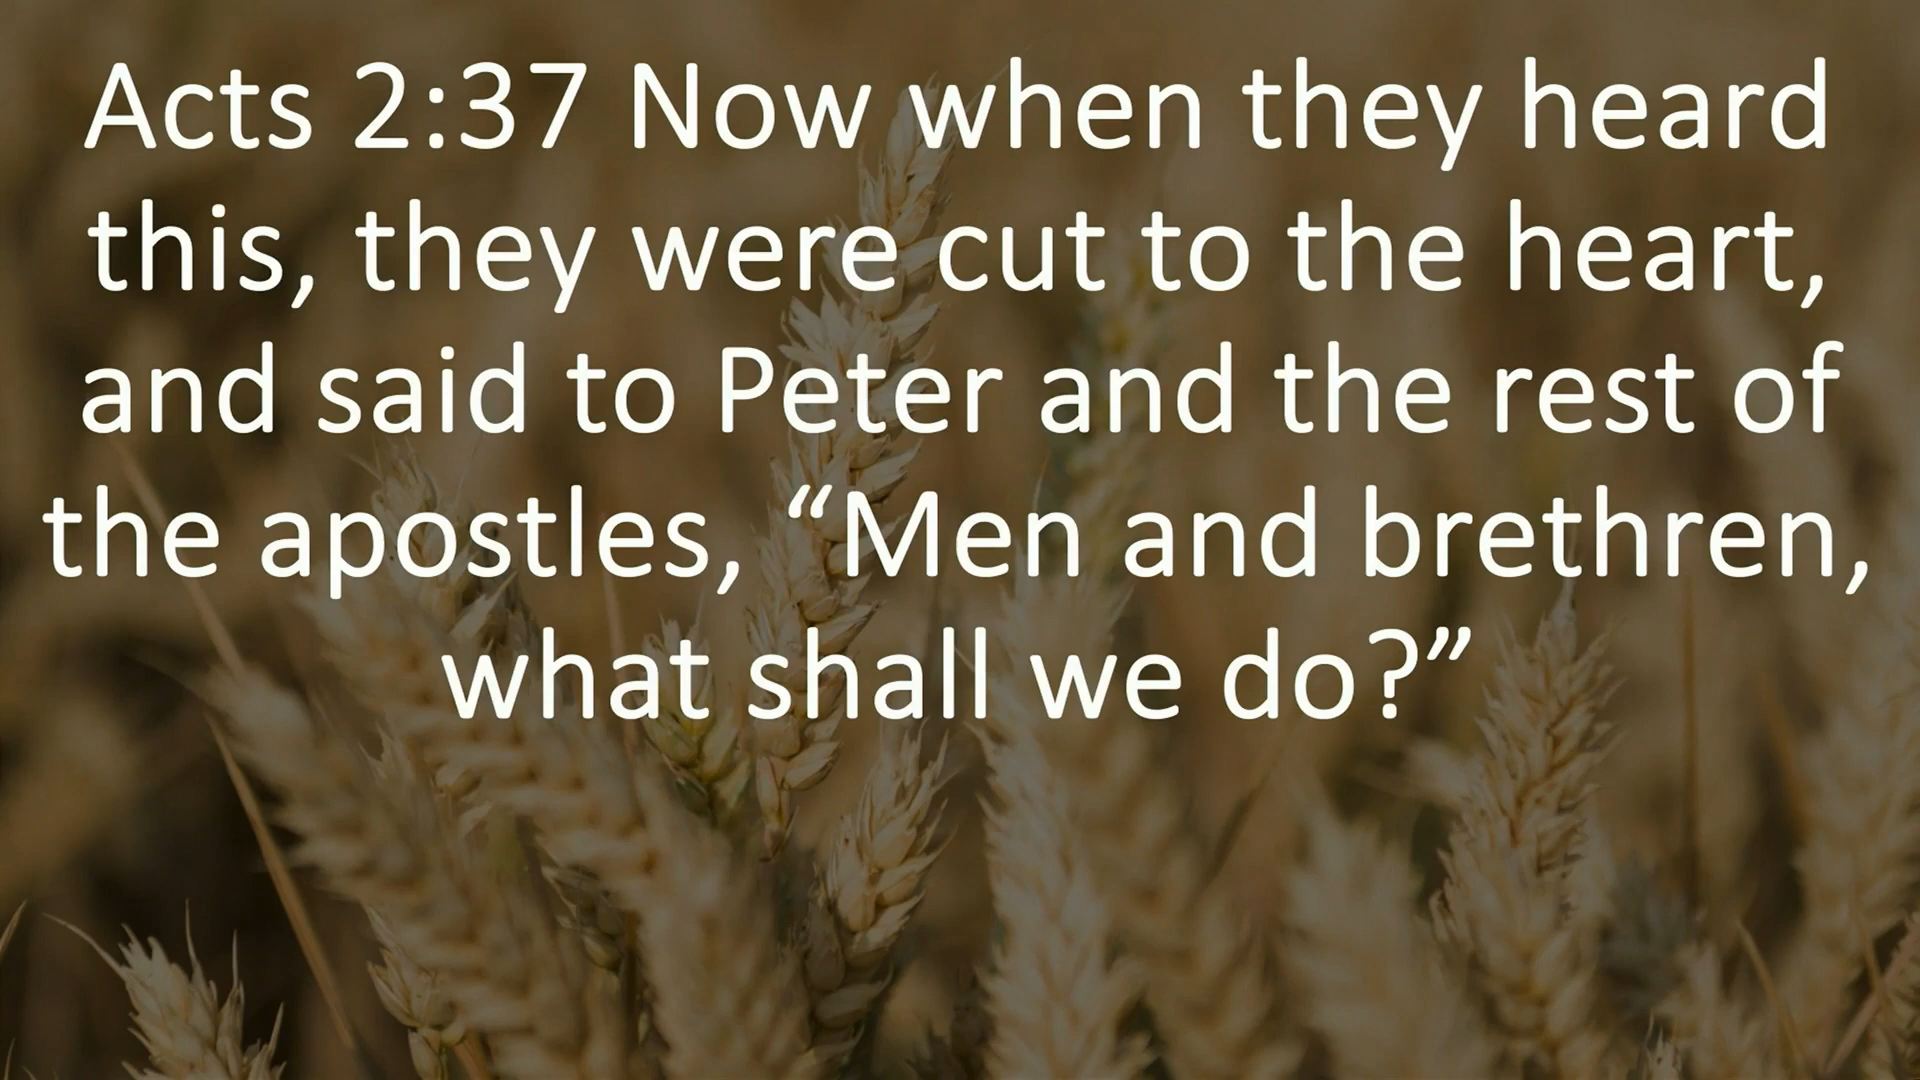 Acts 2:37 Now when they heard
this, they were cut to the heart,
and said to Peter and the rest of
the apostles, “Men and brethren,
what shall we do?”